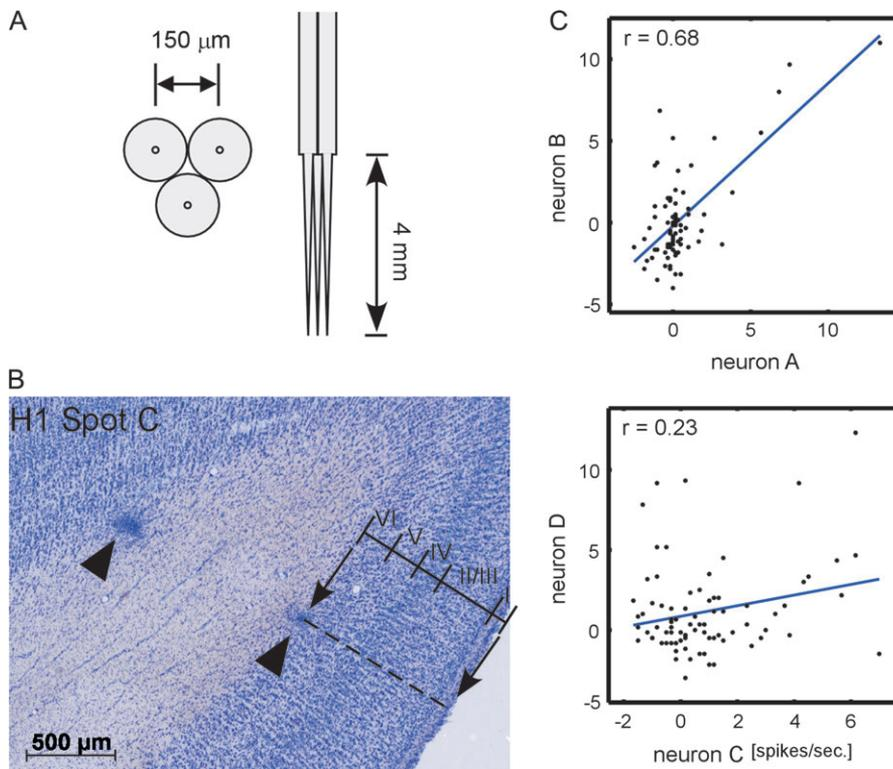 A
150 μm
4 mm
B
H1 Spot C
VI
V
IV
II/III
I
500 μm
C
r = 0.68
10
5
0
-5
neuron B
0
5
10
neuron A
r = 0.23
10
5
0
-5
neuron D
-2
0
2
4
6
neuron C [spikes/sec.]